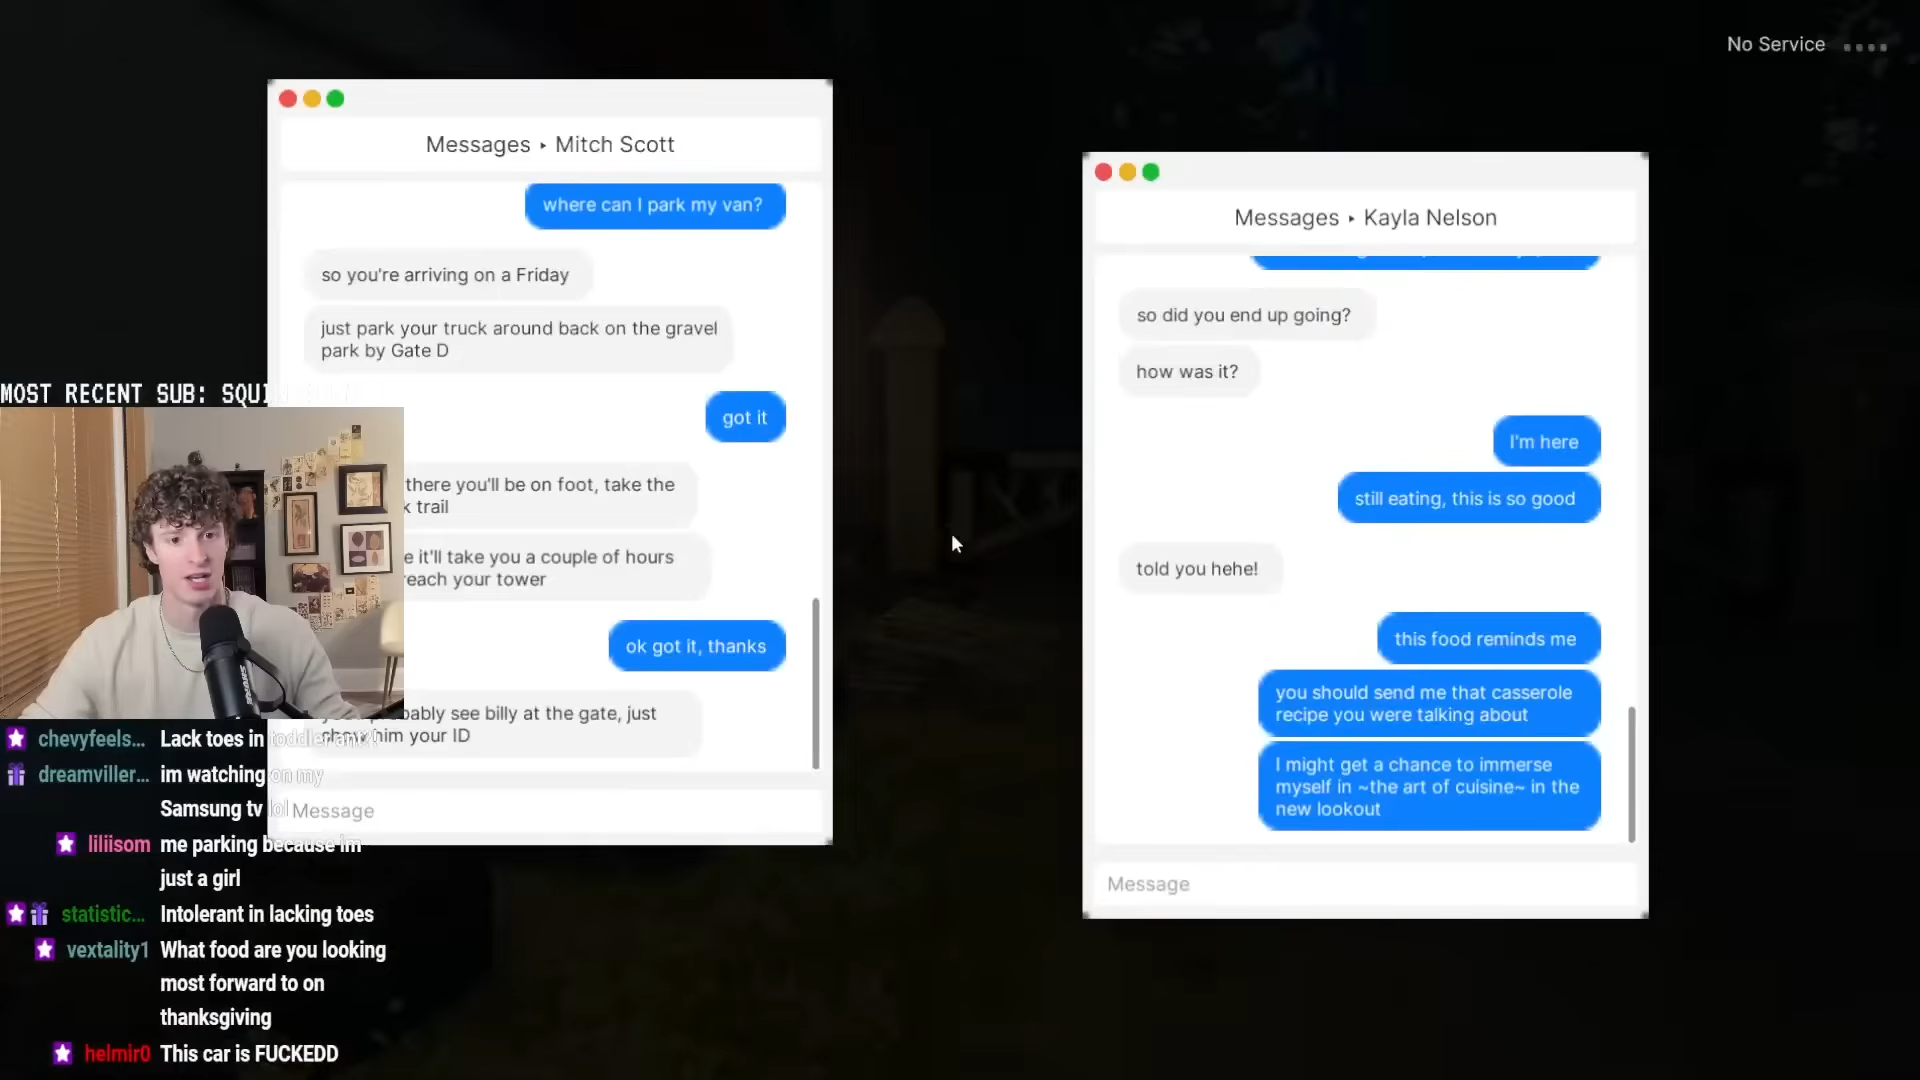 No Service
Messages ‣ Mitch Scott
where can I park my van?
so you're arriving on a Friday
just park your truck around back on the gravel
park by Gate D
got it
there you'll be on foot, take the
trail
it'll take you a couple of hours
reach your tower
ok got it, thanks
see billy at the gate, just
him your ID
Message
Messages ‣ Kayla Nelson
so did you end up going?
how was it?
I'm here
still eating, this is so good
told you hehe!
this food reminds me
you should send me that casserole
recipe you were talking about
I might get a chance to immerse
myself in ~the art of cuisine~ in the
new lookout
Message
MOST RECENT SUB:
chevyfeels... Lack toes in
dreamviller... im watching on my
Samsung tv lol
liliisom me parking because im
just a girl
statistic... Intolerant in lacking toes
vextality1 What food are you looking
most forward to on
thanksgiving
helmir0 This car is FUCKEDD